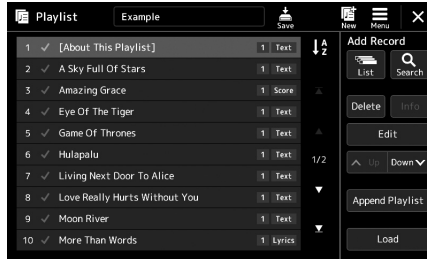 Playlist
Example
Save
New
Menu
1 [About This Playlist] 1 Text
2 A Sky Full Of Stars 1 Text
3 Amazing Grace 1 Score
4 Eye Of The Tiger 1 Text
5 Game Of Thrones 1 Text
6 Hulapalu 1 Text
7 Living Next Door To Alice 1 Text
8 Love Really Hurts Without You 1 Text
9 Moon River 1 Text
10 More Than Words 1 Lyrics
A
Z
1/2
Add Record
List
Search
Delete
Info
Edit
Up
Down
Append Playlist
Load